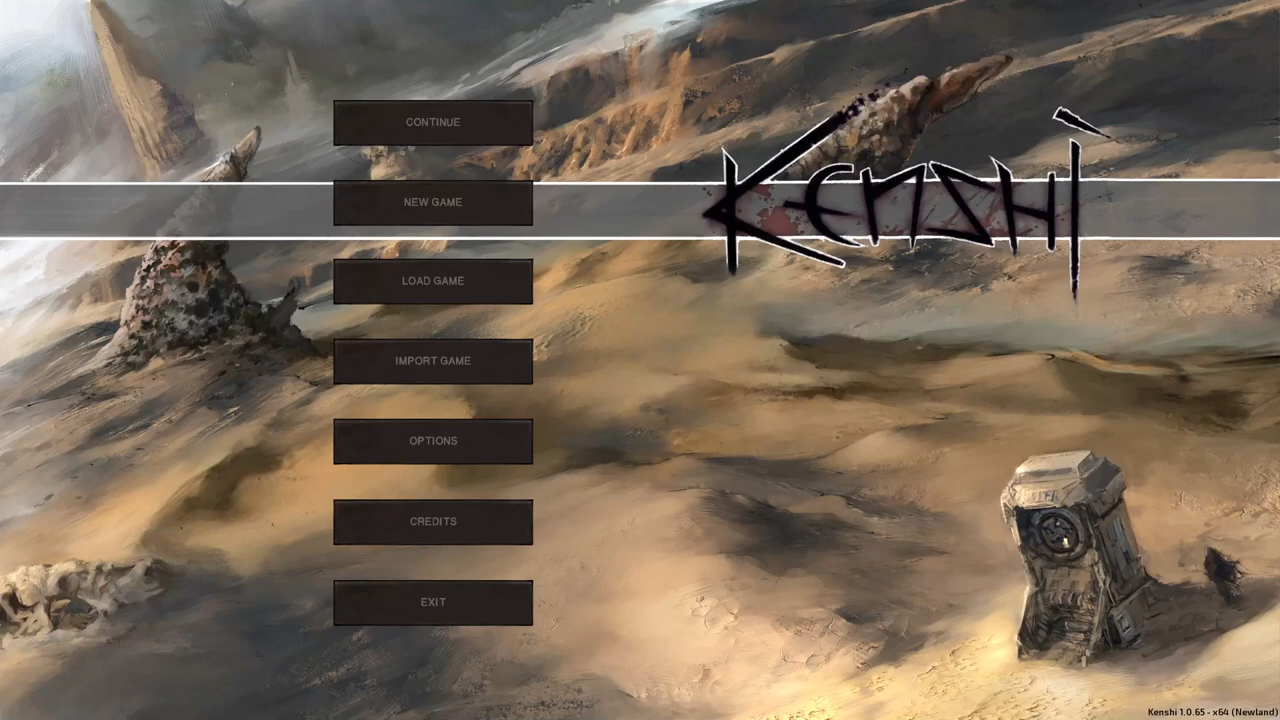 CONTINUE
NEW GAME
KENSHI
LOAD GAME
IMPORT GAME
OPTIONS
CREDITS
EXIT
Kenshi 1.0.65 - x64 (Newland)